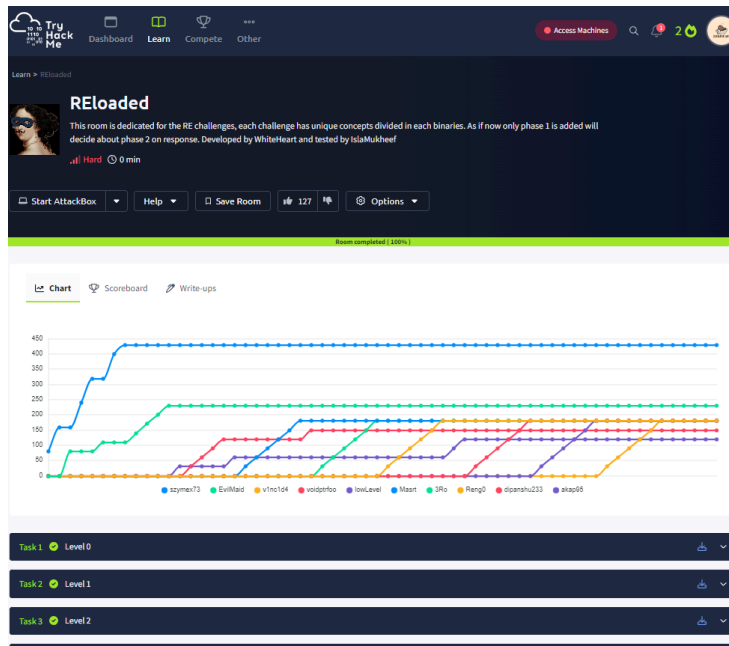 Try
Hack
Me
Dashboard
Learn
Compete
Other
Access Machines
2
Learn > REloaded
REloaded
This room is dedicated for the RE challenges, each challenge has unique concepts divided in each binaries. As if now only phase 1 is added will
decide about phase 2 on response. Developed by WhiteHeart and tested by IslaMukheef
Hard 0 min
Start AttackBox
Help
Save Room
127
Options
Room completed ( 100% )
Chart
Scoreboard
Write-ups
450
400
350
300
250
200
150
100
50
0
szymex73 EvilMaid v1nc1d4 voidptrfoo lowLevel Masrt 3Ro Reng0 dipanshu233
Task 1 Level 0
Task 2 Level 1
Task 3 Level 2